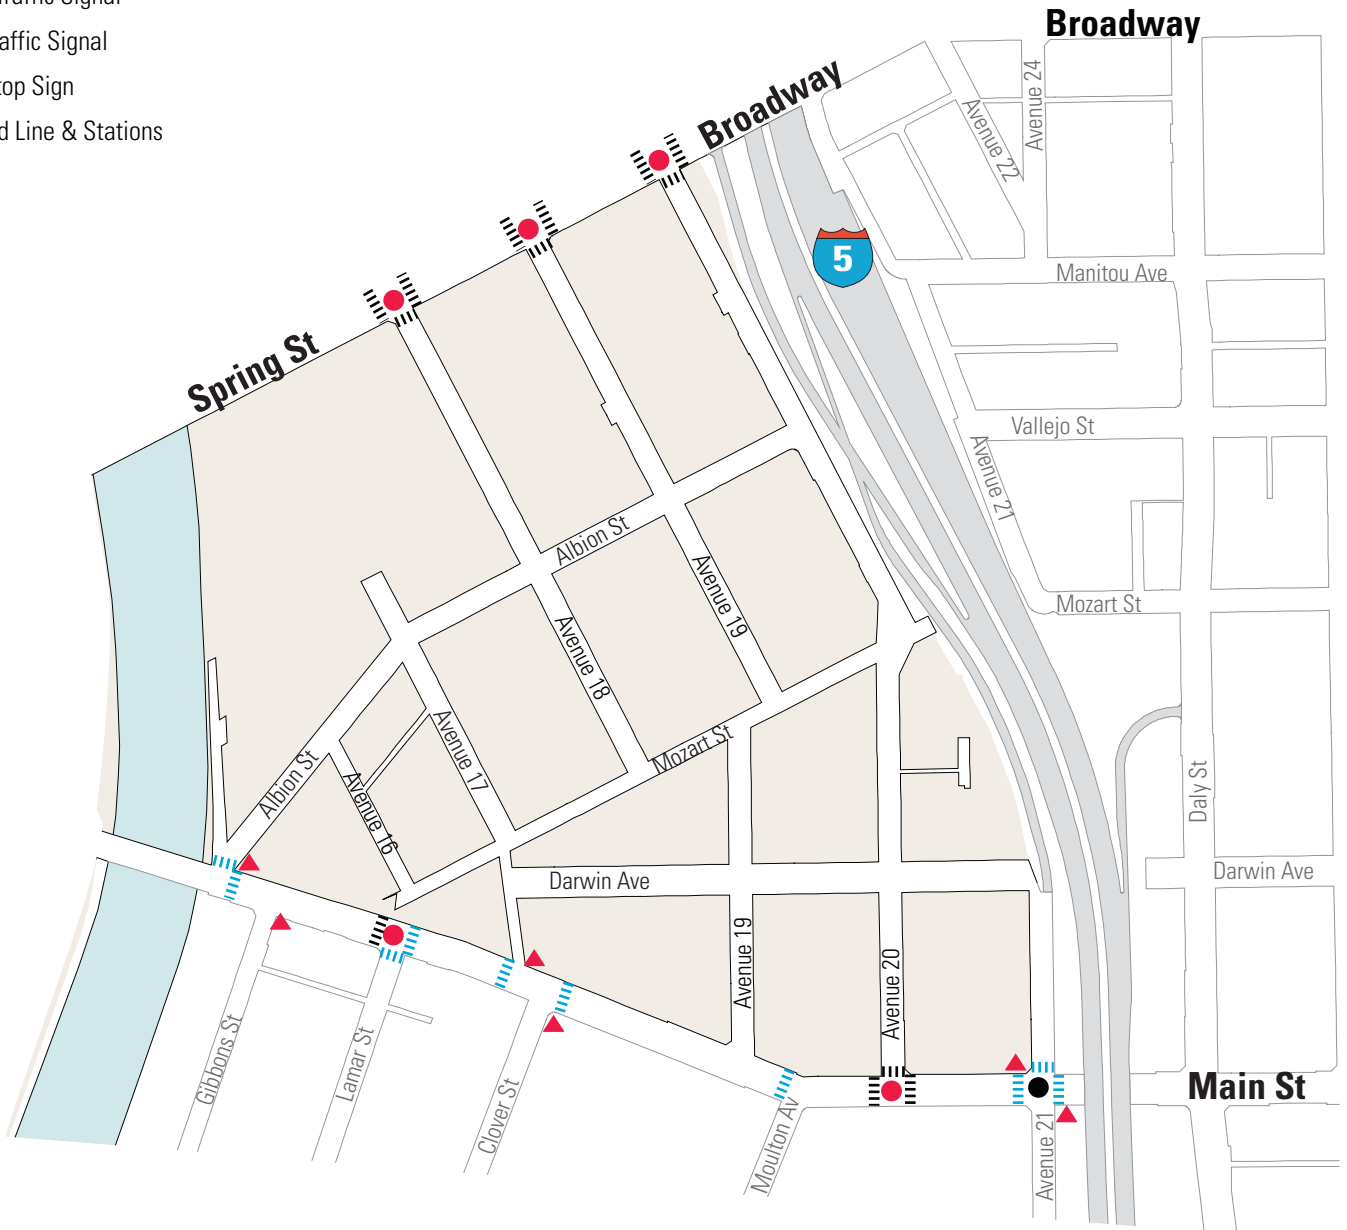 affic Signal
top Sign
d Line & Stations
Broadway
Broadway
Avenue 24
Avenue 22
5
Manitou Ave
Spring St
Vallejo St
Avenue 21
Albion St
Avenue 19
Mozart St
Avenue 18
Avenue 17
Mozart St
Albion St
Avenue 16
Daly St
Darwin Ave
Darwin Ave
Avenue 19
Avenue 20
Gibbons St
Lamar St
Clover St
Moulton Av
Main St
Avenue 21